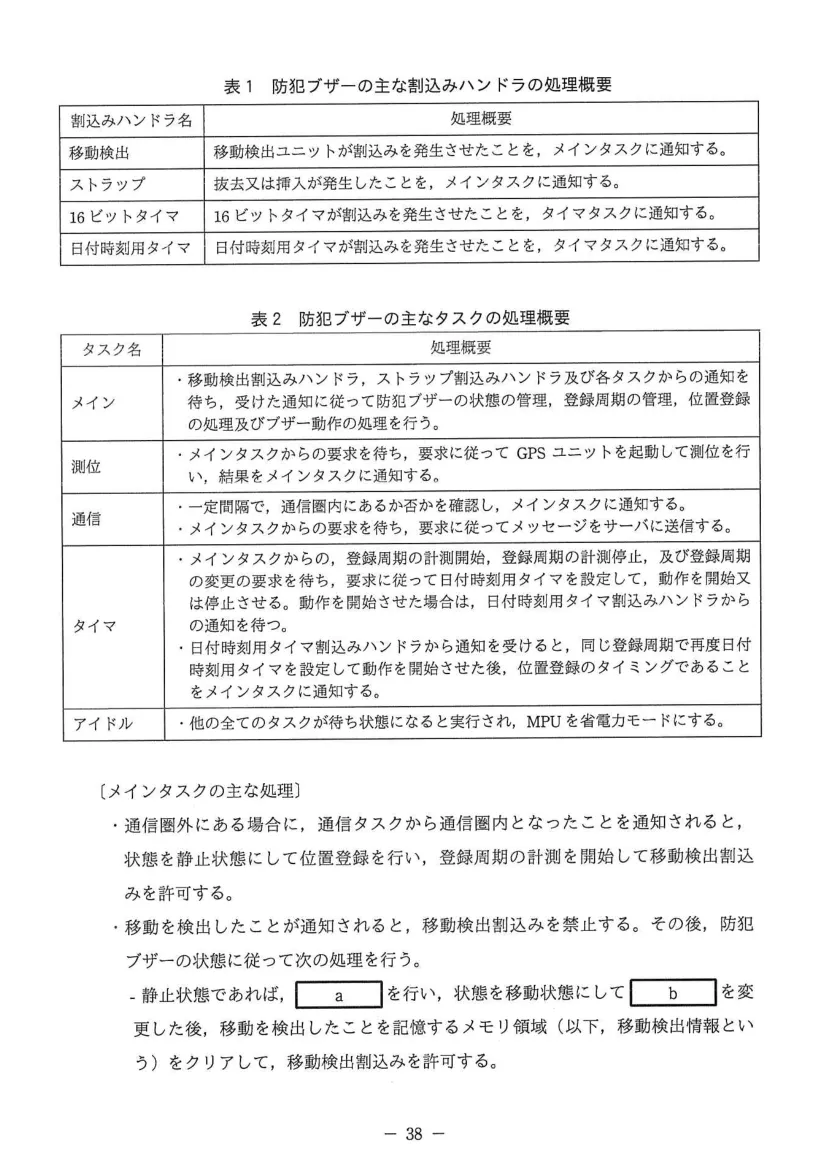 表1 防犯ブザーの主な割込みハンドラの処理概要
割込みハンドラ名 処理概要
移動検出 移動検出ユニットが割込みを発生させたことを，メインタスクに通知する。
ストラップ 抜去又は挿入が発生したことを，メインタスクに通知する。
16 ビットタイマ 16 ビットタイマが割込みを発生させたことを，タイマタスクに通知する。
日付時刻用タイマ 日付時刻用タイマが割込みを発生させたことを，タイマタスクに通知する。
表2 防犯ブザーの主なタスクの処理概要
タスク名 処理概要
メイン
・移動検出割込みハンドラ，ストラップ割込みハンドラ及び各タスクからの通知を
待ち，受けた通知に従って防犯ブザーの状態の管理，登録周期の管理，位置登録
の処理及びブザー動作の処理を行う。
測位
・メインタスクからの要求を待ち，要求に従って GPS ユニットを起動して測位を行
い，結果をメインタスクに通知する。
通信
・一定間隔で，通信圏内にあるか否かを確認し，メインタスクに通知する。
・メインタスクからの要求を待ち，要求に従ってメッセージをサーバに送信する。
タイマ
・メインタスクからの，登録周期の計測開始，登録周期の計測停止，及び登録周期
の変更の要求を待ち，要求に従って日付時刻用タイマを設定して，動作を開始又
は停止させる。動作を開始させた場合は，日付時刻用タイマ割込みハンドラから
の通知を待つ。
・日付時刻用タイマ割込みハンドラから通知を受けると，同じ登録周期で再度日付
時刻用タイマを設定して動作を開始させた後，位置登録のタイミングであること
をメインタスクに通知する。
アイドル ・他の全てのタスクが待ち状態になると実行され，MPU を省電力モードにする。
〔メインタスクの主な処理〕
・通信圏外にある場合に，通信タスクから通信圏内となったことを通知されると，
状態を静止状態にして位置登録を行い，登録周期の計測を開始して移動検出割込
みを許可する。
・移動を検出したことが通知されると，移動検出割込みを禁止する。その後，防犯
ブザーの状態に従って次の処理を行う。
- 静止状態であれば， a を行い，状態を移動状態にして b を変
更した後，移動を検出したことを記憶するメモリ領域（以下，移動検出情報とい
う）をクリアして，移動検出割込みを許可する。
－ 38 －